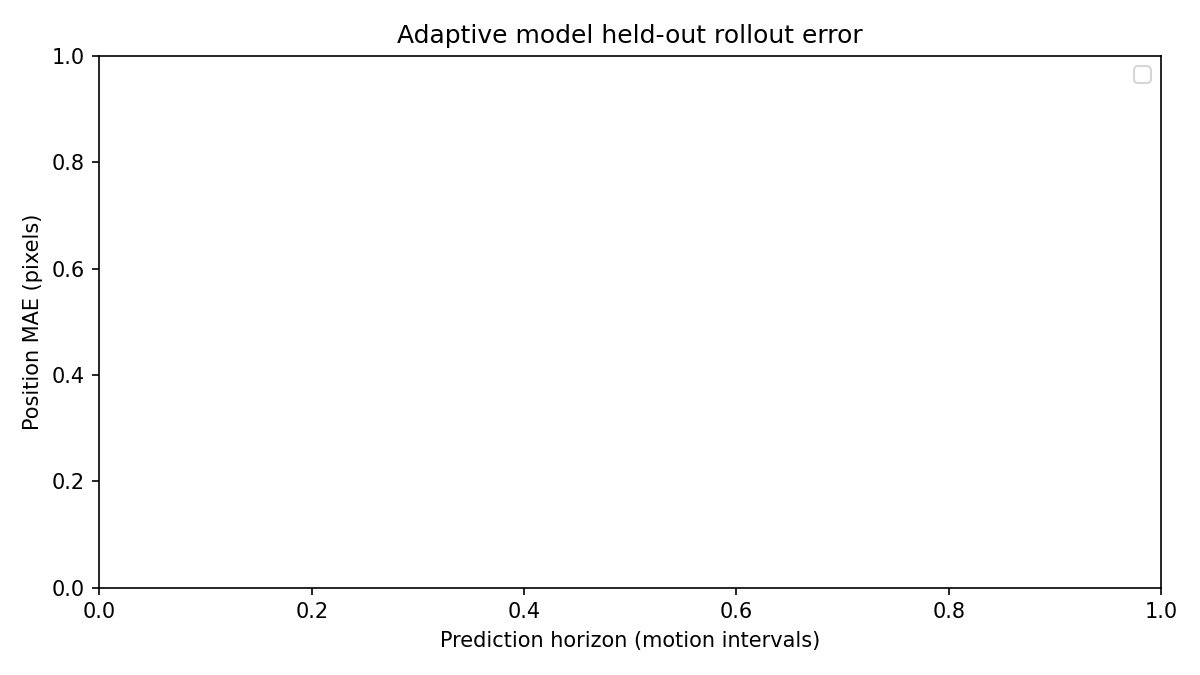 Adaptive model held-out rollout error
1.0
0.8
0.6
0.4
0.2
0.0
Position MAE (pixels)
0.0 0.2 0.4 0.6 0.8 1.0
Prediction horizon (motion intervals)